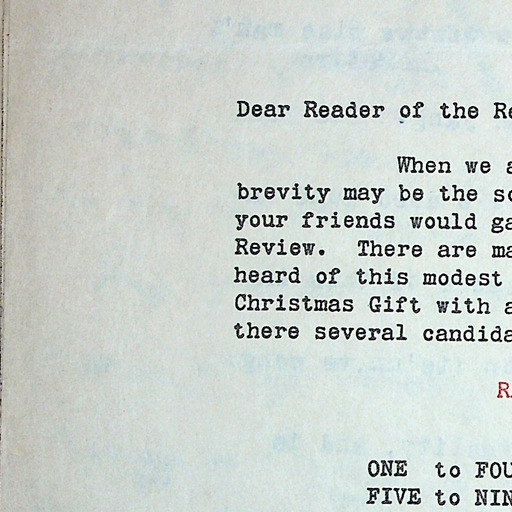 Dear Reader of the Re
When we a
brevity may be the so
your friends would ga
Review.  There are ma
heard of this modest
Christmas Gift with a
there several candida
R
ONE  to FOU
FIVE to NIN